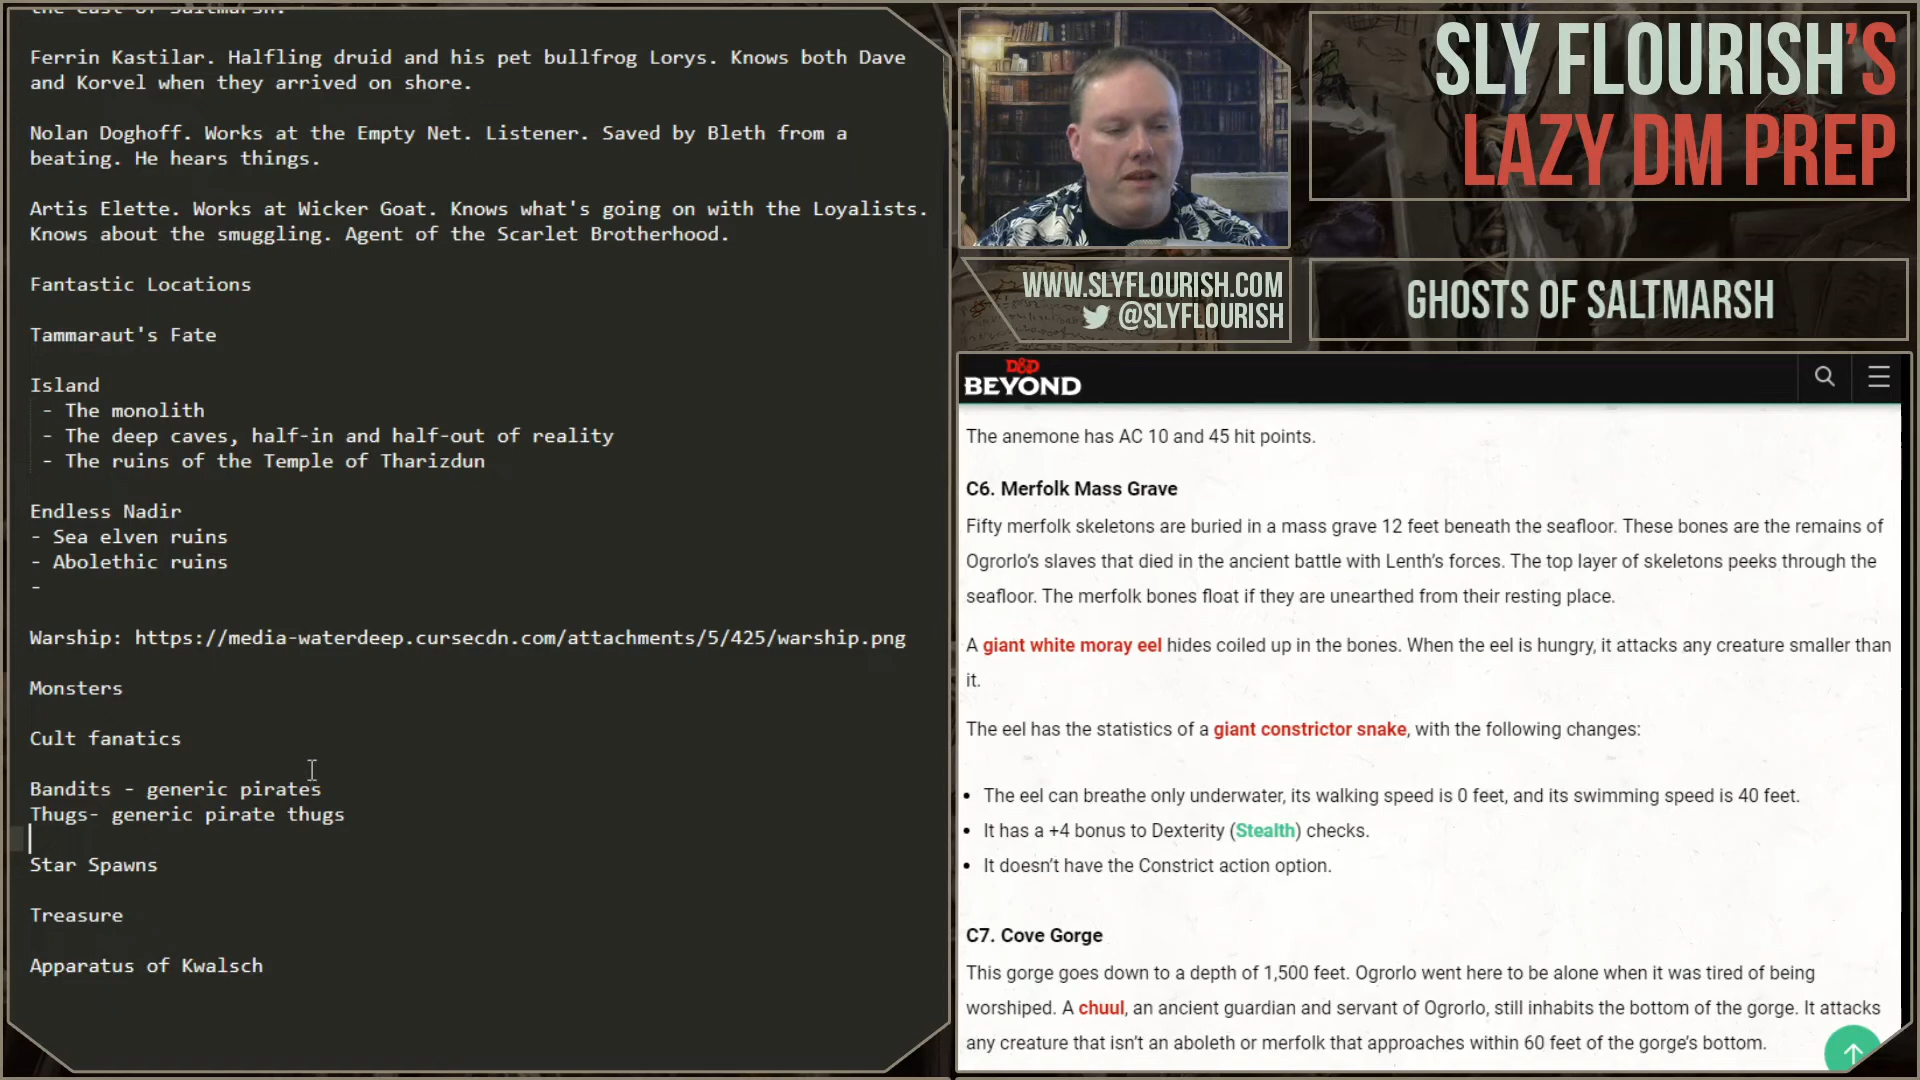 the East of Saltmarsh.
Ferrin Kastilar. Halfling druid and his pet bullfrog Lorys. Knows both Dave
and Korvel when they arrived on shore.
Nolan Doghoff. Works at the Empty Net. Listener. Saved by Bleth from a
beating. He hears things.
Artis Elette. Works at Wicker Goat. Knows what's going on with the Loyalists.
Knows about the smuggling. Agent of the Scarlet Brotherhood.
Fantastic Locations
Tammaraut's Fate
Island
- The monolith
- The deep caves, half-in and half-out of reality
- The ruins of the Temple of Tharizdun
Endless Nadir
- Sea elven ruins
- Abolethic ruins
-
Warship: https://media-waterdeep.cursecdn.com/attachments/5/425/warship.png
Monsters
Cult fanatics
Bandits - generic pirates
Thugs- generic pirate thugs
Star Spawns
Treasure
Apparatus of Kwalsch
SLY FLOURISH'S
LAZY DM PREP
WWW.SLYFLOURISH.COM
@SLYFLOURISH
GHOSTS OF SALTMARSH
D&D
BEYOND
The anemone has AC 10 and 45 hit points.
C6. Merfolk Mass Grave
Fifty merfolk skeletons are buried in a mass grave 12 feet beneath the seafloor. These bones are the remains of
Ogrorlo's slaves that died in the ancient battle with Lenth's forces. The top layer of skeletons peeks through the
seafloor. The merfolk bones float if they are unearthed from their resting place.
A giant white moray eel hides coiled up in the bones. When the eel is hungry, it attacks any creature smaller than
it.
The eel has the statistics of a giant constrictor snake, with the following changes:
• The eel can breathe only underwater, its walking speed is 0 feet, and its swimming speed is 40 feet.
• It has a +4 bonus to Dexterity (Stealth) checks.
• It doesn't have the Constrict action option.
C7. Cove Gorge
This gorge goes down to a depth of 1,500 feet. Ogrorlo went here to be alone when it was tired of being
worshiped. A chuul, an ancient guardian and servant of Ogrorlo, still inhabits the bottom of the gorge. It attacks
any creature that isn't an aboleth or merfolk that approaches within 60 feet of the gorge's bottom.